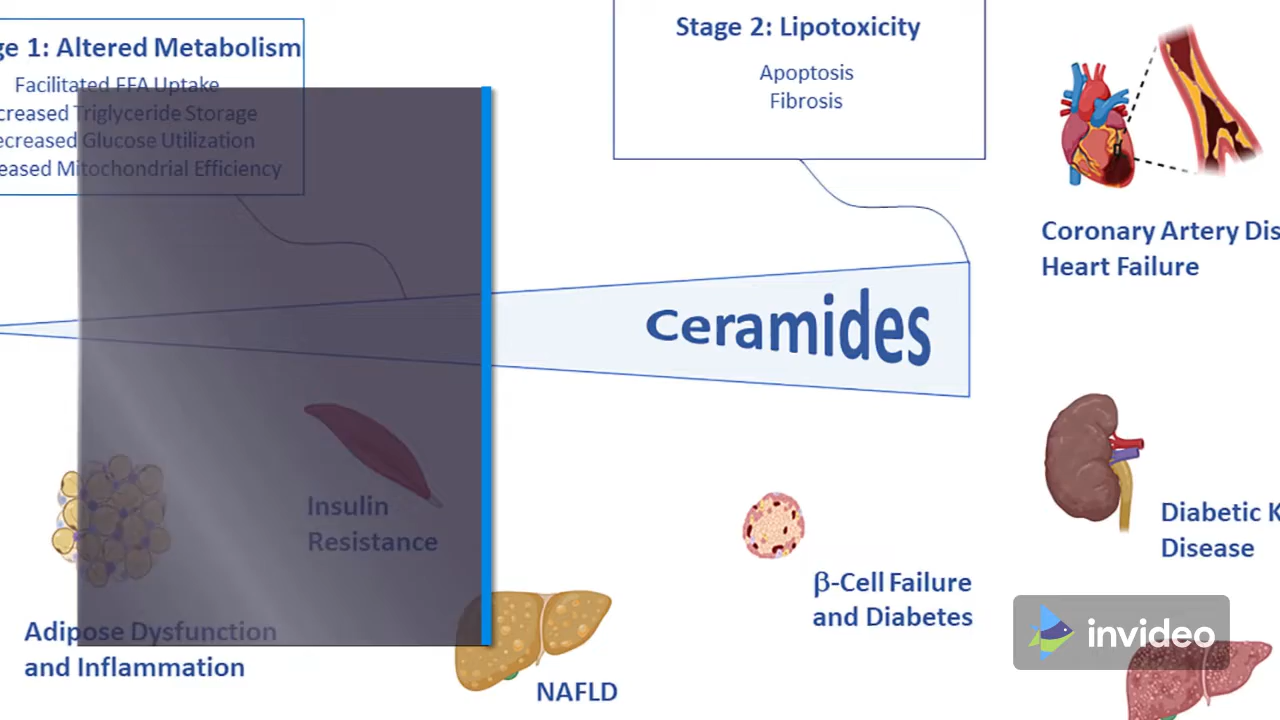 ge 1: Altered Metabolism
Facilitated FFA Uptake
creased Triglyceride Storage
ecreased Glucose Utilization
eased Mitochondrial Efficiency
Stage 2: Lipotoxicity
Apoptosis
Fibrosis
Coronary Artery Dis
Heart Failure
Ceramides
Insulin
Resistance
Diabetic K
Disease
β-Cell Failure
and Diabetes
Adipose Dysfunction
and Inflammation
NAFLD
invideo